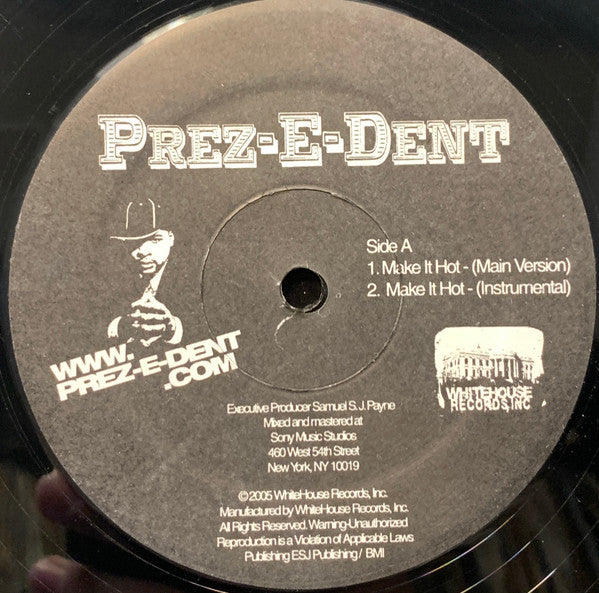 PREZ-E-DENT
Side A
1. Make It Hot - (Main Version)
2. Make It Hot - (Instrumental)
WWW.
PREZ-E-DENT
.COM
WHITEHOUSE
RECORDS, INC
Executive Producer Samuel S. J. Payne
Mixed and mastered at
Sony Music Studios
460 West 54th Street
New York, NY 10019
©2005 WhiteHouse Records, Inc.
Manufactured by WhiteHouse Records, Inc.
All Rights Reserved. Warning-Unauthorized
Reproduction is a Violation of Applicable Laws
Publishing ESJ Publishing / BMI